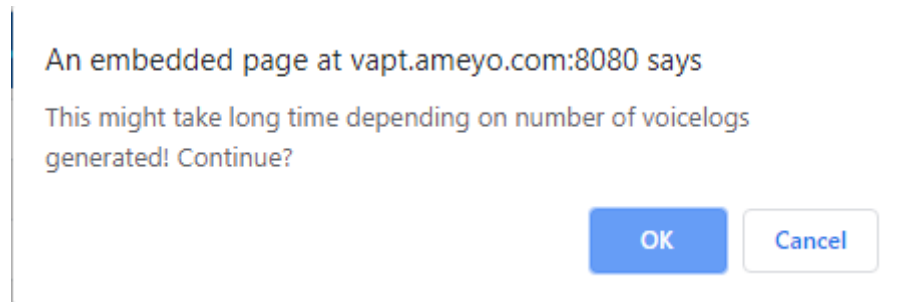 An embedded page at vapt.ameyo.com:8080 says
This might take long time depending on number of voicelogs
generated! Continue?
OK Cancel